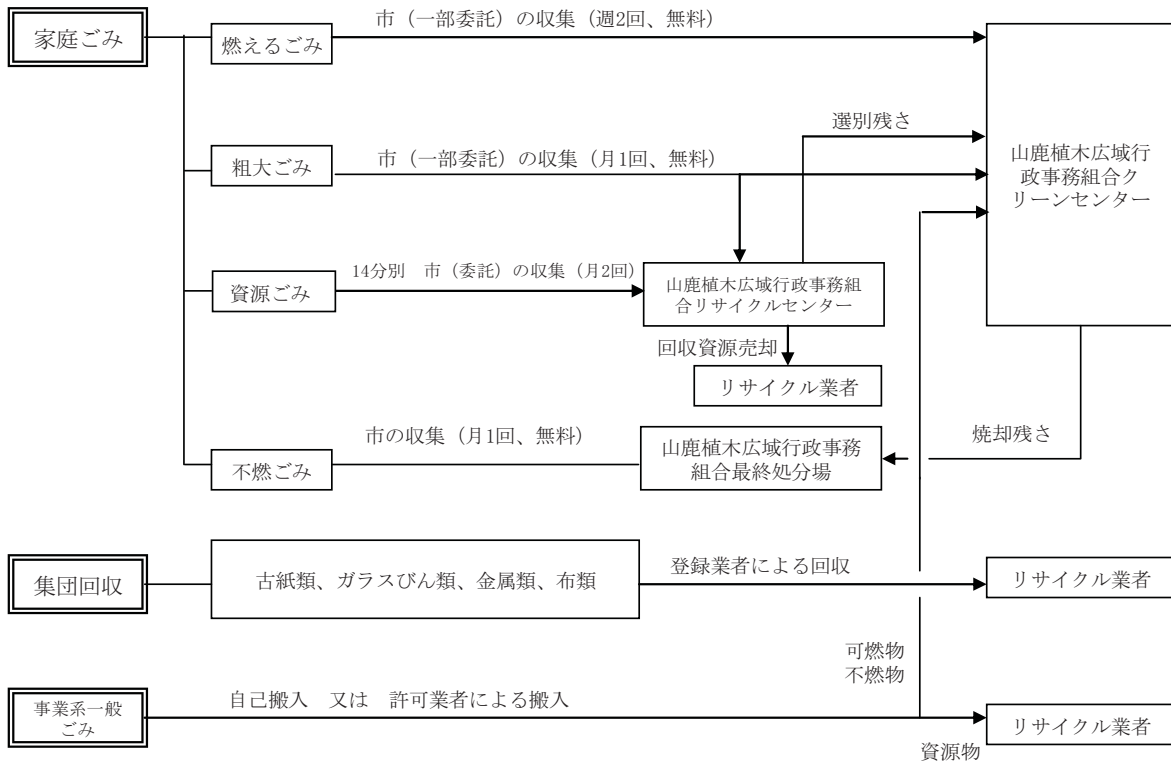 家庭ごみ
市（一部委託）の収集（週2回、無料）
燃えるごみ
選別残さ
山鹿植木広域行
政事務組合ク
リーンセンター
粗大ごみ
市（一部委託）の収集（月1回、無料）
14分別　市（委託）の収集（月2回）
資源ごみ
山鹿植木広域行政事務組
合リサイクルセンター
回収資源売却
リサイクル業者
市の収集（月1回、無料）
不燃ごみ
山鹿植木広域行政事務
組合最終処分場
焼却残さ
集団回収
古紙類、ガラスびん類、金属類、布類
登録業者による回収
リサイクル業者
可燃物
不燃物
事業系一般
ごみ
自己搬入　又は　許可業者による搬入
リサイクル業者
資源物